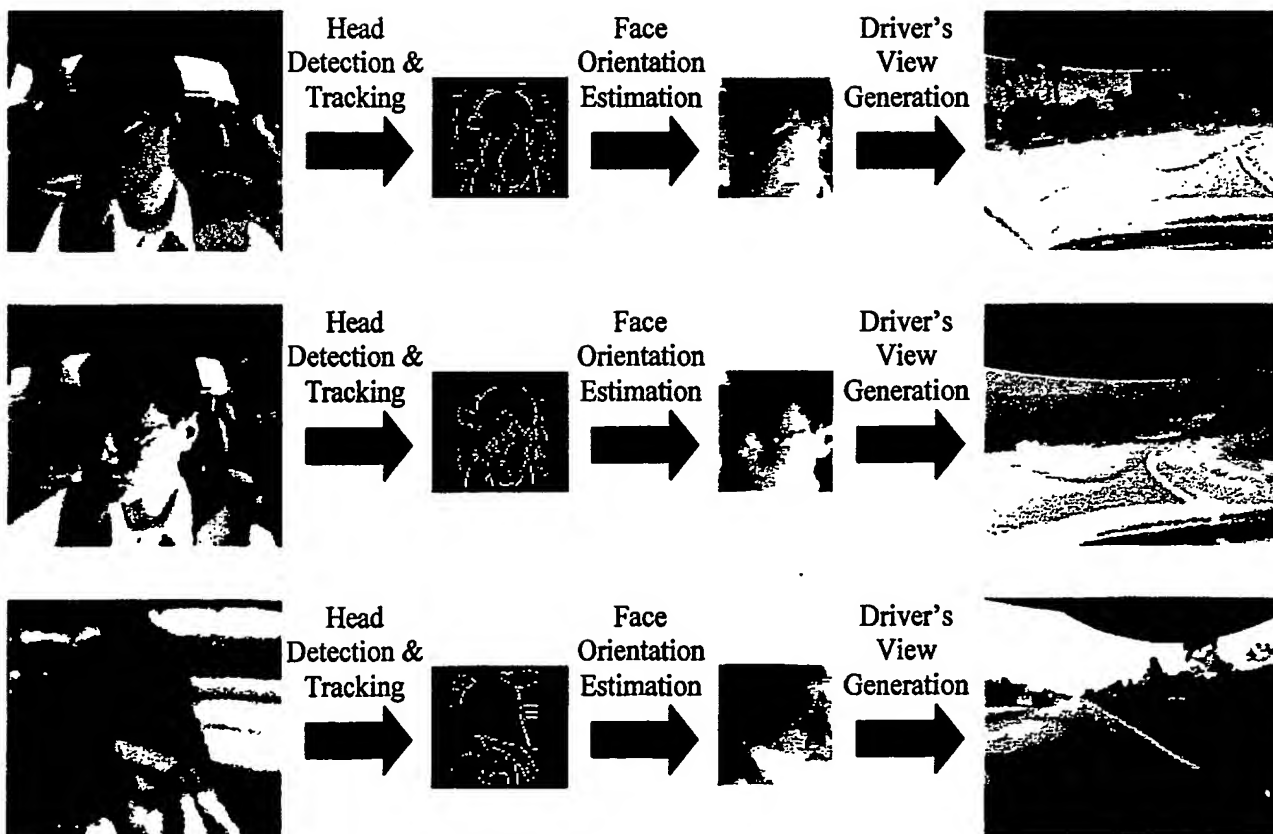 Head
Detection &
Tracking
Face
Orientation
Estimation
Driver's
View
Generation
Head
Detection &
Tracking
Face
Orientation
Estimation
Driver's
View
Generation
Head
Detection &
Tracking
Face
Orientation
Estimation
Driver's
View
Generation